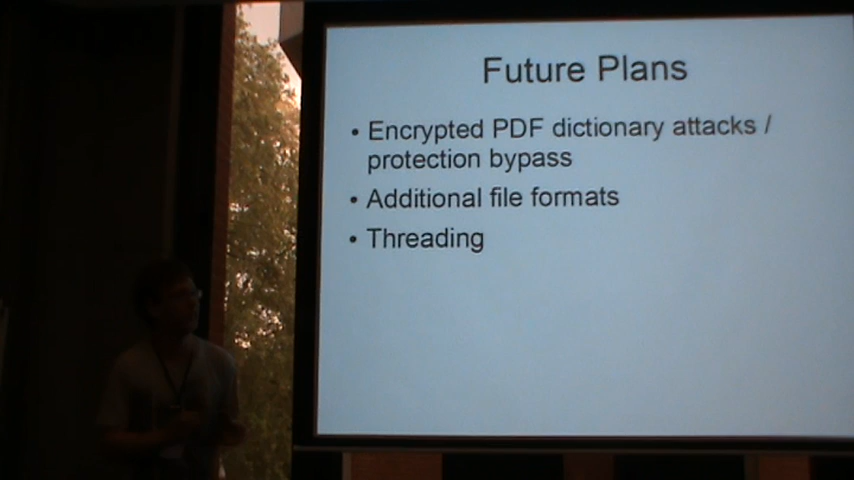 Future Plans
• Encrypted PDF dictionary attacks /
protection bypass
• Additional file formats
• Threading